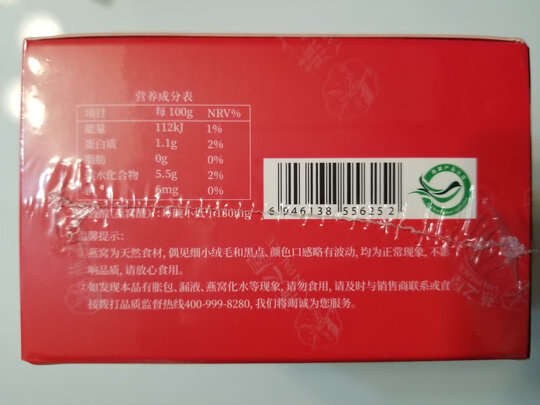 营养成分表
项目 每 100g NRV%
能量 112kJ 1%
蛋白质 1.1g 2%
脂肪 0g 0%
碳水化合物 5.5g 2%
6mg 0%
6 946138 556252
温馨提示:
①燕窝为天然食材, 偶见细小绒毛和黑点、颜色口感略有波动, 均为正常现象, 不影
响品质, 请放心食用。
②如发现本品有胀包、漏液、燕窝化水等现象, 请勿食用, 请及时与销售商联系或直
接拨打品质监督热线400-999-8280, 我们将竭诚为您服务。